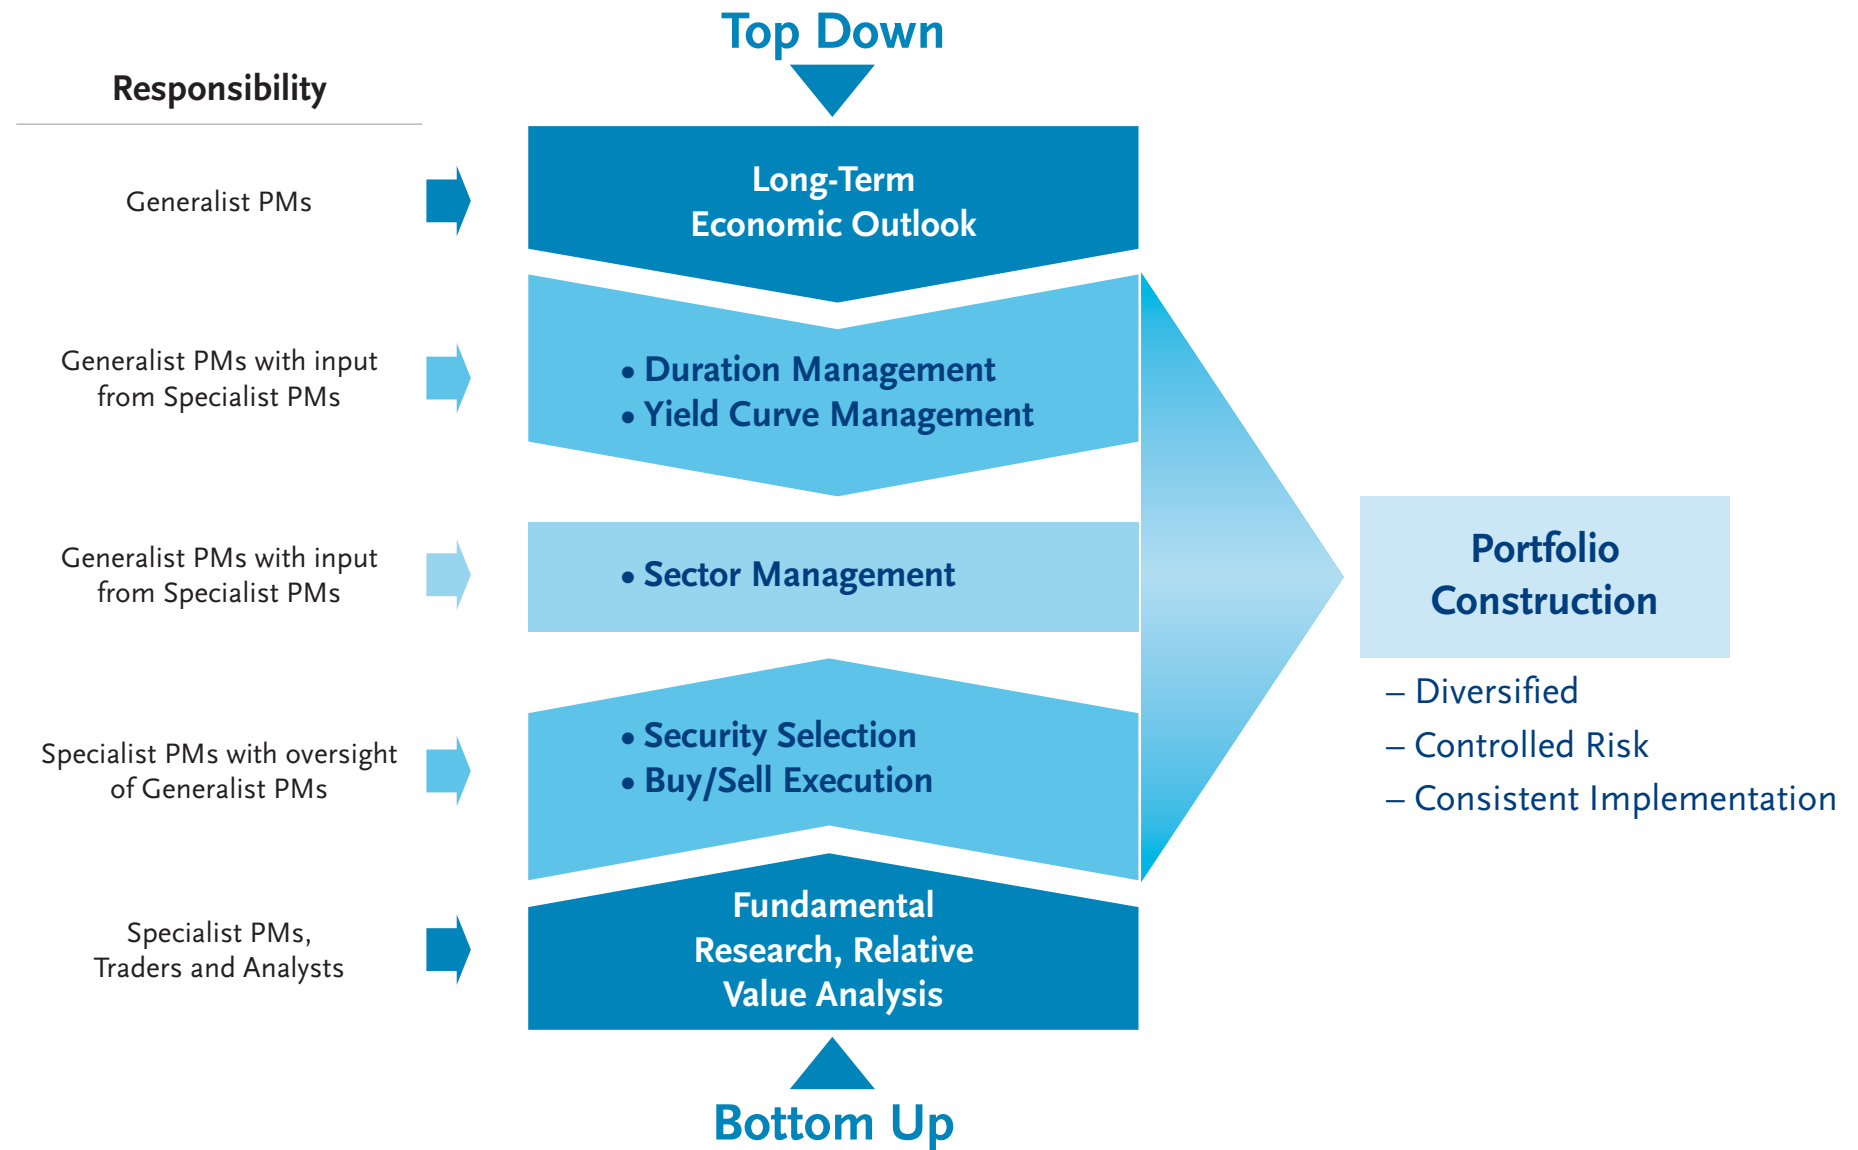 Top Down
Responsibility
Generalist PMs
Long-Term
Economic Outlook
Generalist PMs with input
from Specialist PMs
• Duration Management
• Yield Curve Management
Generalist PMs with input
from Specialist PMs
• Sector Management
Portfolio
Construction
– Diversified
– Controlled Risk
– Consistent Implementation
Specialist PMs with oversight
of Generalist PMs
• Security Selection
• Buy/Sell Execution
Specialist PMs,
Traders and Analysts
Fundamental
Research, Relative
Value Analysis
Bottom Up